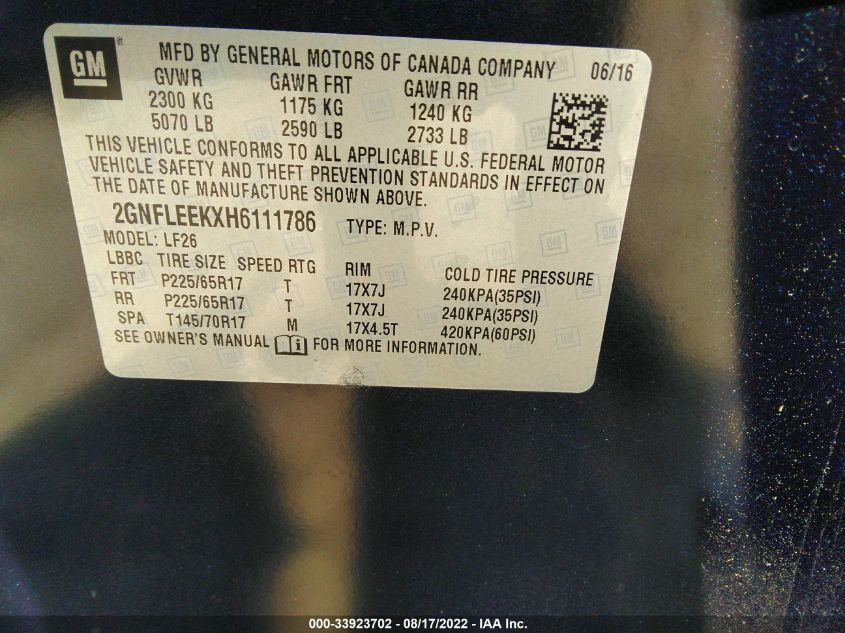 GM
MFD BY GENERAL MOTORS OF CANADA COMPANY 06/16
GVWR GAWR FRT GAWR RR
2300 KG 1175 KG 1240 KG
5070 LB 2590 LB 2733 LB
THIS VEHICLE CONFORMS TO ALL APPLICABLE U.S. FEDERAL MOTOR
VEHICLE SAFETY AND THEFT PREVENTION STANDARDS IN EFFECT ON
THE DATE OF MANUFACTURE SHOWN ABOVE.
2GNFLEEKXH6111786 TYPE: M.P.V.
MODEL: LF26
LBBC TIRE SIZE SPEED RTG RIM COLD TIRE PRESSURE
FRT P225/65R17 T 17X7J 240KPA(35PSI)
RR P225/65R17 T 17X7J 240KPA(35PSI)
SPA T145/70R17 M 17X4.5T 420KPA(60PSI)
SEE OWNER'S MANUAL FOR MORE INFORMATION.
000-33923702 - 08/17/2022 - IAA Inc.